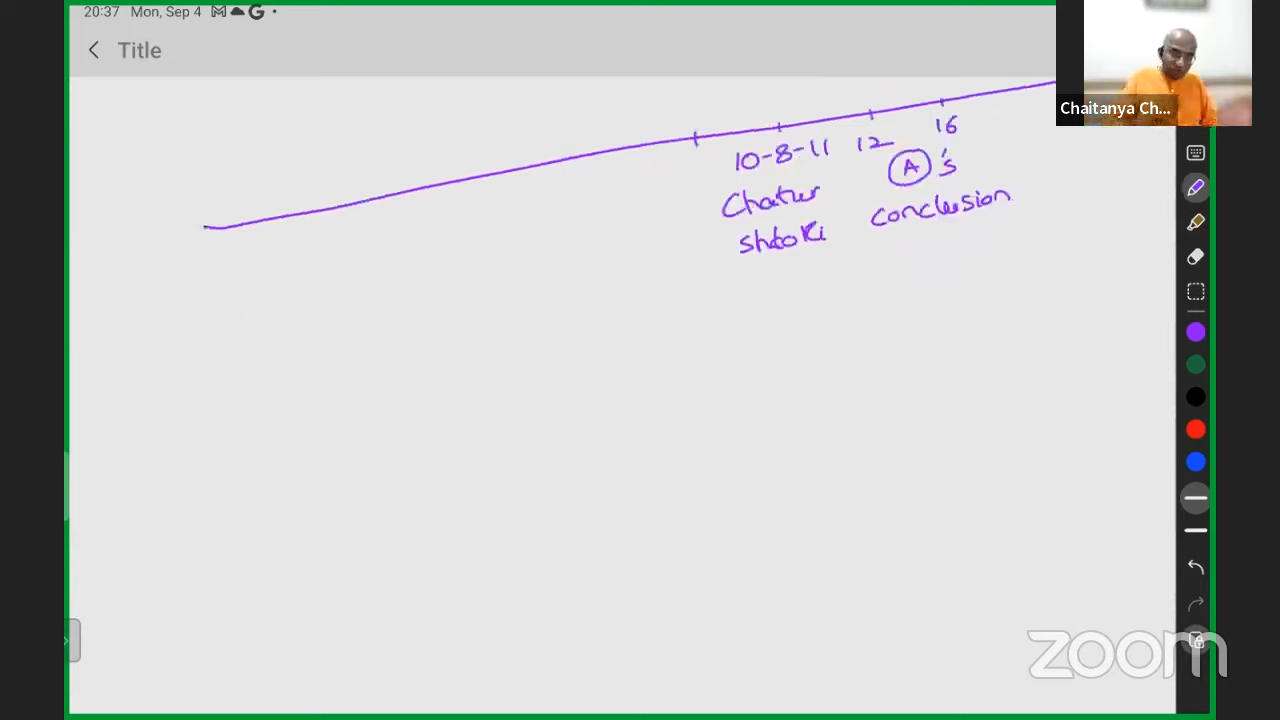 20:37 Mon, Sep 4
Title
Chaitanya Ch...
10-8-11 12 16
A's
Chatur conclusion
shloki
zoom